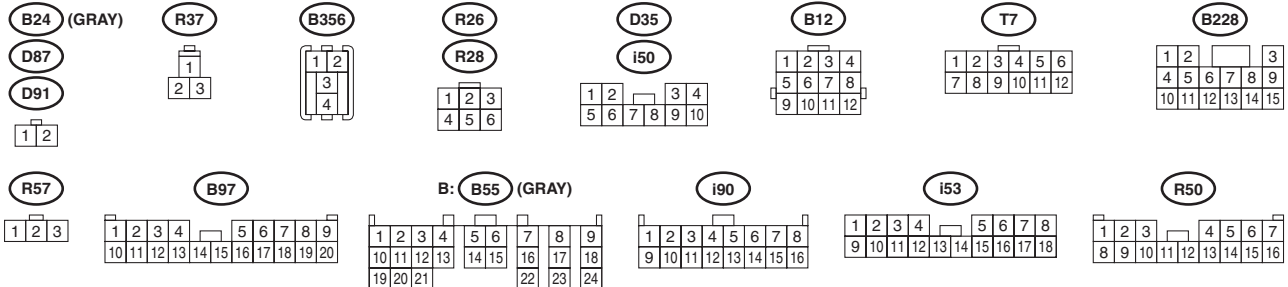 B24 (GRAY) R37 B356 R26 D35 B12 T7 B228
D87 R28 i50
D91
1 2
1
2 3
1 2
3
4
1 2 3
4 5 6
1 2 3 4
5 6 7 8 9 10
1 2 3 4
5 6 7 8
9 10 11 12
1 2 3 4 5 6
7 8 9 10 11 12
1 2 3
4 5 6 7 8 9
10 11 12 13 14 15
R57 B97 B: B55 (GRAY) i90 i53 R50
1 2 3
1 2 3 4 5 6 7 8 9
10 11 12 13 14 15 16 17 18 19 20
1 2 3 4 5 6 7 8 9
10 11 12 13 14 15 16 17 18
19 20 21 22 23 24
1 2 3 4 5 6 7 8
9 10 11 12 13 14 15 16
1 2 3 4 5 6 7 8
9 10 11 12 13 14 15 16 17 18
1 2 3 4 5 6 7
8 9 10 11 12 13 14 15 16